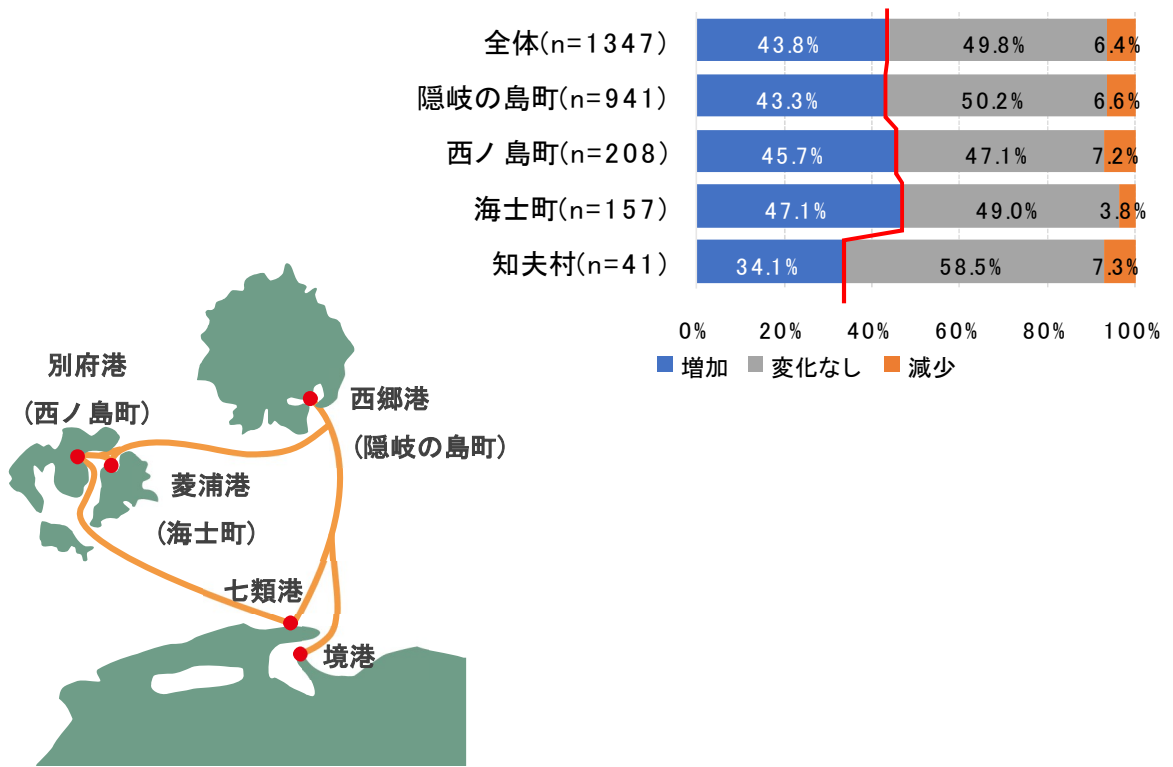 全体(n=1347) 43.8% 49.8% 6.4%
隠岐の島町(n=941) 43.3% 50.2% 6.6%
西ノ島町(n=208) 45.7% 47.1% 7.2%
海士町(n=157) 47.1% 49.0% 3.8%
知夫村(n=41) 34.1% 58.5% 7.3%
0% 20% 40% 60% 80% 100%
増加 変化なし 減少
別府港
(西ノ島町)
西郷港
(隠岐の島町)
菱浦港
(海士町)
七類港
境港